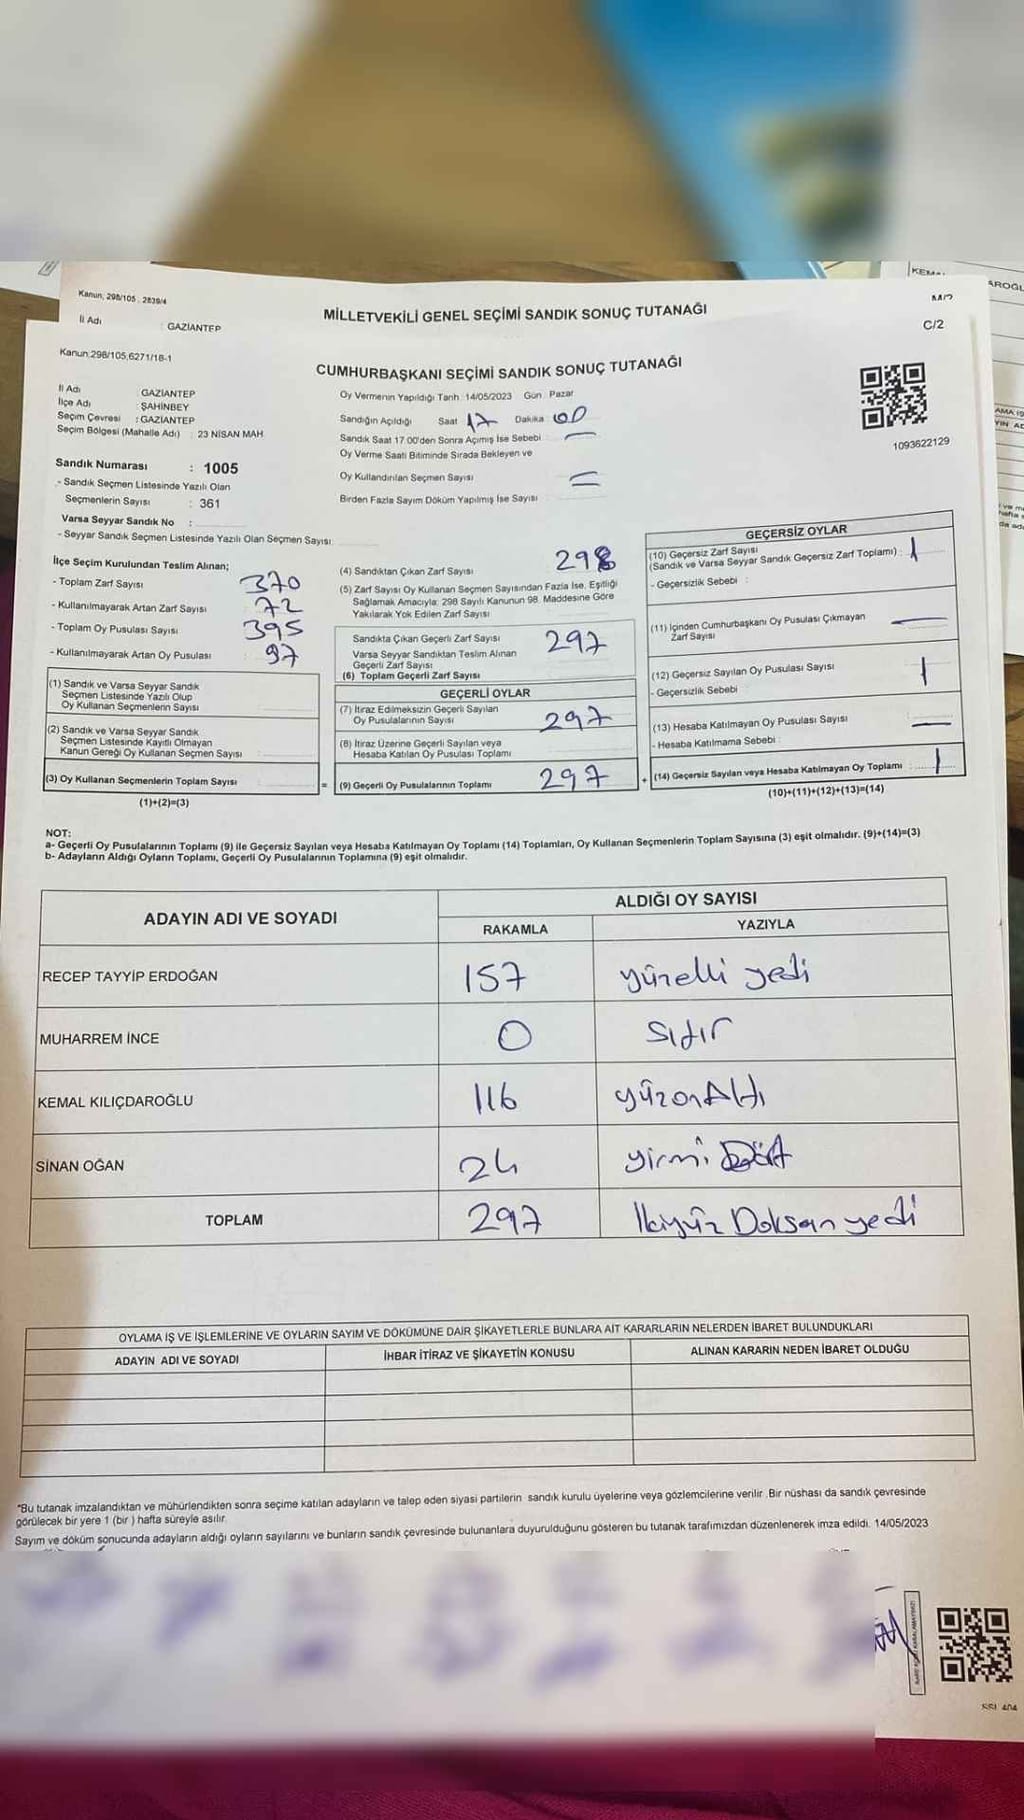 Kanun; 298/105 , 2839/4
İl Adı : GAZİANTEP
MİLLETVEKİLİ GENEL SEÇİMİ SANDIK SONUÇ TUTANAĞI
C/2
Kanun:298/105,6271/18-1
CUMHURBAŞKANI SEÇİMİ SANDIK SONUÇ TUTANAĞI
İl Adı : GAZİANTEP
İlçe Adı : ŞAHİNBEY
Seçim Çevresi : GAZİANTEP
Seçim Bölgesi (Mahalle Adı) : 23 NİSAN MAH
Sandık Numarası : 1005
- Sandık Seçmen Listesinde Yazılı Olan
Seçmenlerin Sayısı : 361
Varsa Seyyar Sandık No :
- Seyyar Sandık Seçmen Listesinde Yazılı Olan Seçmen Sayısı:
Oy Vermenin Yapıldığı Tarih : 14/05/2023 Gün : Pazar
Sandığın Açıldığı Saat 17 Dakika : 00
Sandık Saat 17.00'den Sonra Açmış İse Sebebi : —
Oy Verme Saati Bitiminde Sırada Bekleyen ve
Oy Kullandırılan Seçmen Sayısı : =
Birden Fazla Sayım Döküm Yapılmış İse Sayısı :
1093622129
İlçe Seçim Kurulundan Teslim Alınan;
- Toplam Zarf Sayısı 370
- Kullanılmayarak Artan Zarf Sayısı 72
- Toplam Oy Pusulası Sayısı 395
- Kullanılmayarak Artan Oy Pusulası 97
(1) Sandık ve Varsa Seyyar Sandık
Seçmen Listesinde Yazılı Olup
Oy Kullanan Seçmenlerin Sayısı
(2) Sandık ve Varsa Seyyar Sandık
Seçmen Listesinde Kayıtlı Olmayan
Kanun Gereği Oy Kullanan Seçmen Sayısı
(3) Oy Kullanan Seçmenlerin Toplam Sayısı =
(1)+(2)=(3)
(4) Sandıktan Çıkan Zarf Sayısı 298
(5) Zarf Sayısı Oy Kullanan Seçmen Sayısından Fazla İse, Eşitliği
Sağlamak Amacıyla; 298 Sayılı Kanunun 98. Maddesine Göre
Yakılarak Yok Edilen Zarf Sayısı
Sandıkta Çıkan Geçerli Zarf Sayısı 297
Varsa Seyyar Sandıktan Teslim Alınan
Geçerli Zarf Sayısı
(6) Toplam Geçerli Zarf Sayısı
GEÇERLİ OYLAR
(7) İtiraz Edilmeksizin Geçerli Sayılan
Oy Pusulalarının Sayısı 297
(8) İtiraz Üzerine Geçerli Sayılan veya
Hesaba Katılan Oy Pusulası Toplamı
(9) Geçerli Oy Pusulalarının Toplamı 297 +
GEÇERSİZ OYLAR
(10) Geçersiz Zarf Sayısı
(Sandık ve Varsa Seyyar Sandık Geçersiz Zarf Toplamı) : 1
- Geçersizlik Sebebi :
(11) İçinden Cumhurbaşkanı Oy Pusulası Çıkmayan
Zarf Sayısı —
(12) Geçersiz Sayılan Oy Pusulası Sayısı 1
- Geçersizlik Sebebi
(13) Hesaba Katılmayan Oy Pusulası Sayısı —
- Hesaba Katılmama Sebebi :
(14) Geçersiz Sayılan veya Hesaba Katılmayan Oy Toplamı : 1
(10)+(11)+(12)+(13)=(14)
NOT:
a- Geçerli Oy Pusulalarının Toplamı (9) ile Geçersiz Sayılan veya Hesaba Katılmayan Oy Toplamı (14) Toplamları, Oy Kullanan Seçmenlerin Toplam Sayısına (3) eşit olmalıdır. (9)+(14)=(3)
b- Adayların Aldığı Oyların Toplamı, Geçerli Oy Pusulalarının Toplamına (9) eşit olmalıdır.
ADAYIN ADI VE SOYADI
ALDIĞI OY SAYISI
RAKAMLA YAZIYLA
RECEP TAYYİP ERDOĞAN 157 yüzelli yedi
MUHARREM İNCE 0 sıfır
KEMAL KILIÇDAROĞLU 116 yüzonAltı
SİNAN OĞAN 24 yirmi Dört
TOPLAM 297 İkiyüz Doksan yedi
OYLAMA İŞ VE İŞLEMLERİNE VE OYLARIN SAYIM VE DÖKÜMÜNE DAİR ŞİKAYETLERLE BUNLARA AİT KARARLARIN NELERDEN İBARET BULUNDUKLARI
ADAYIN ADI VE SOYADI İHBAR İTİRAZ VE ŞİKAYETİN KONUSU ALINAN KARARIN NEDEN İBARET OLDUĞU
"Bu tutanak imzalandıktan ve mühürlendikten sonra seçime katılan adayların ve talep eden siyasi partilerin sandık kurulu üyelerine veya gözlemcilerine verilir. Bir nüshası da sandık çevresinde
görülecek bir yere 1 (bir ) hafta süreyle asılır.
Sayım ve döküm sonucunda adayların aldığı oyların sayılarını ve bunların sandık çevresinde bulunanlara duyurulduğunu gösteren bu tutanak tarafımızdan düzenlenerek imza edildi. 14/05/2023